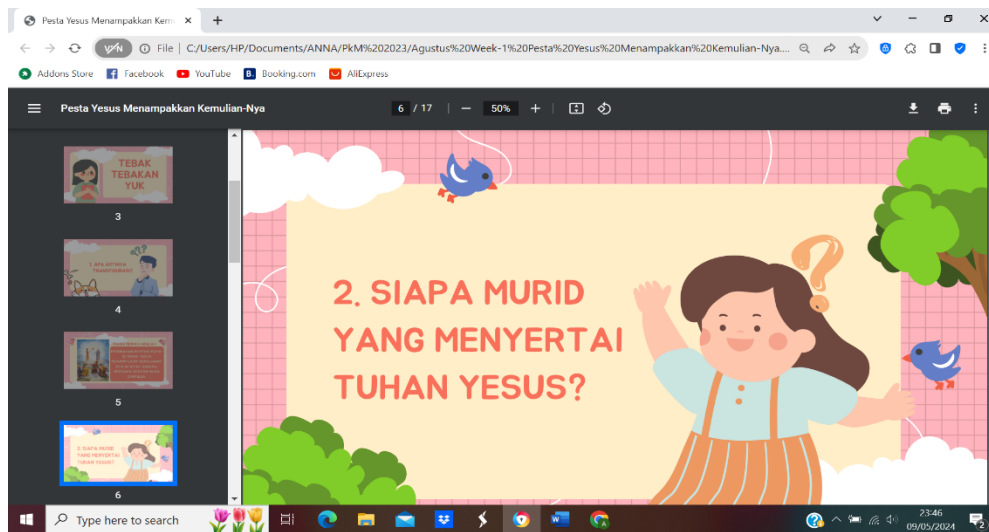 Pesta Yesus Menampakkan Kem
VPN File | C:/Users/HP/Documents/ANNA/PkM%202023/Agustus%20Week-1%20Pesta%20Yesus%20Menampakkan%20Kemulian-Nya....
Addons Store Facebook YouTube B. Booking.com AliExpress
Pesta Yesus Menampakkan Kemulian-Nya 6 / 17 50%
TEBAK
TEBAKAN
YUK
3
4
5
2. SIAPA MURID
YANG MENYERTAI
TUHAN YESUS?
6
2. SIAPA MURID
YANG MENYERTAI
TUHAN YESUS?
Type here to search
23:46
09/05/2024
2